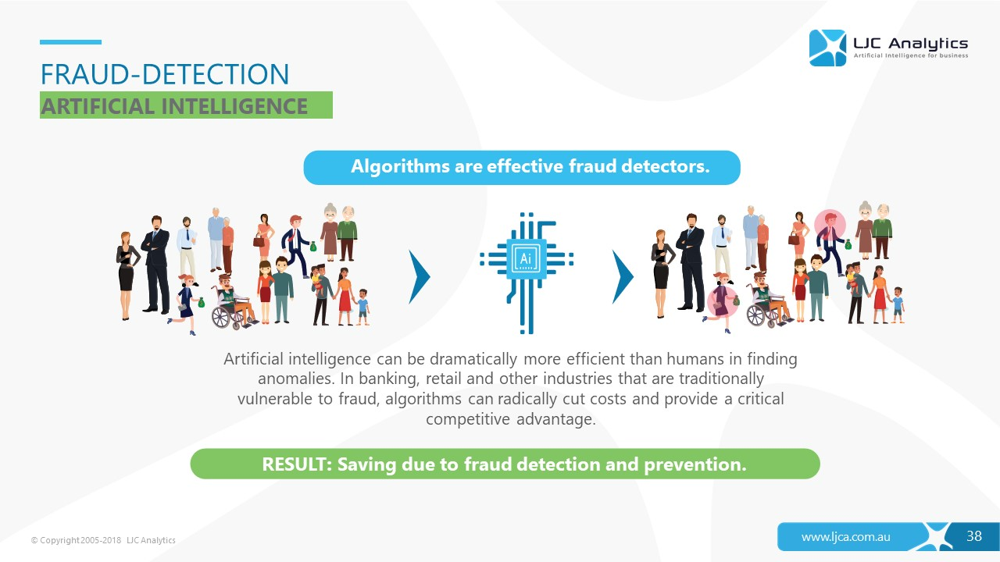 LJC Analytics
Artificial Intelligence for business
FRAUD-DETECTION
ARTIFICIAL INTELLIGENCE
Algorithms are effective fraud detectors.
Ai
Artificial intelligence can be dramatically more efficient than humans in finding
anomalies. In banking, retail and other industries that are traditionally
vulnerable to fraud, algorithms can radically cut costs and provide a critical
competitive advantage.
RESULT: Saving due to fraud detection and prevention.
© Copyright 2005-2018 LJC Analytics
www.ljca.com.au
38